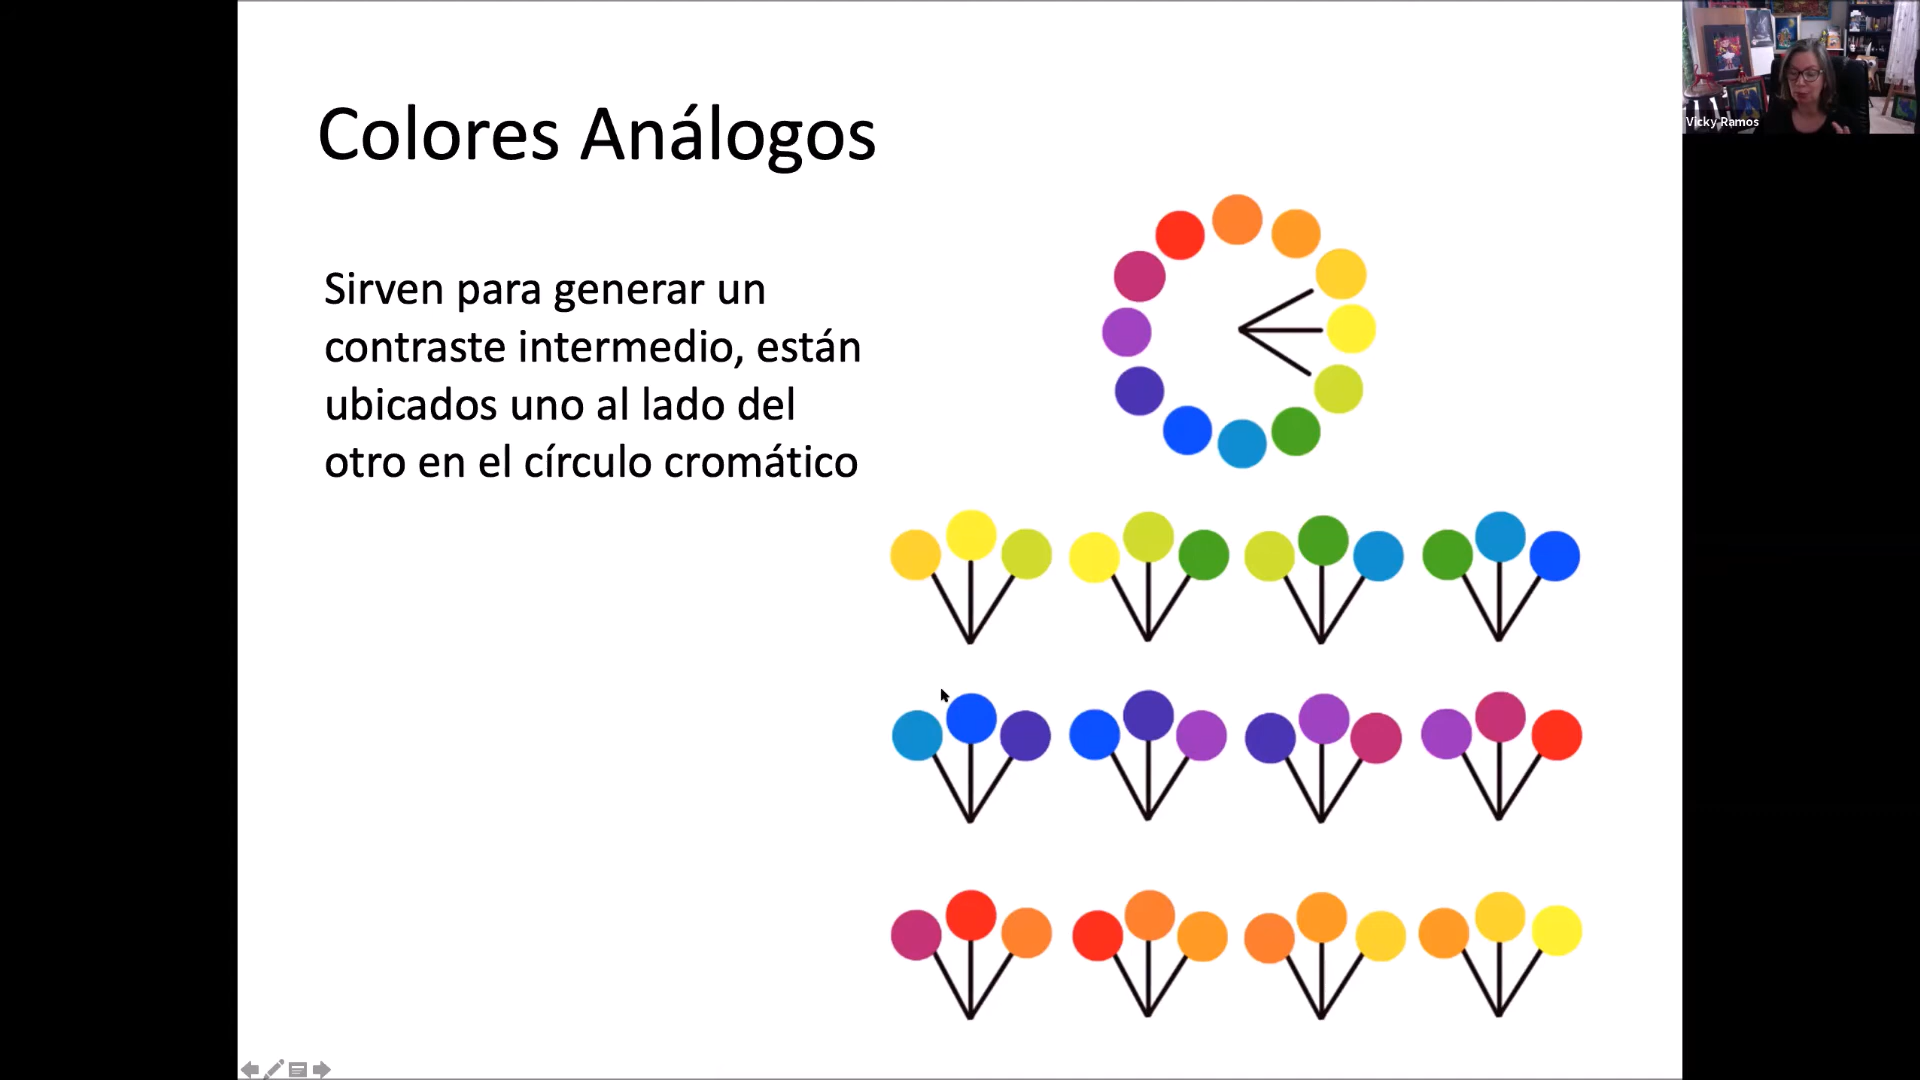 Colores Análogos
Sirven para generar un
contraste intermedio, están
ubicados uno al lado del
otro en el círculo cromático
Vicky Ramos